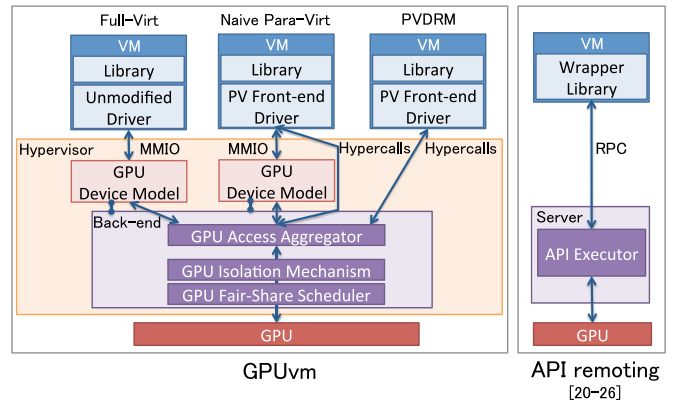 Full-Virt
Naive Para-Virt
PVDRM
VM
Library
Unmodified
Driver
VM
Library
PV Front-end
Driver
VM
Library
PV Front-end
Driver
Hypervisor
MMIO
MMIO
Hypercalls
Hypercalls
GPU
Device Model
GPU
Device Model
Back-end
GPU Access Aggregator
GPU Isolation Mechanism
GPU Fair-Share Scheduler
GPU
GPUvm
VM
Wrapper
Library
RPC
Server
API Executor
GPU
API remoting
[20-26]